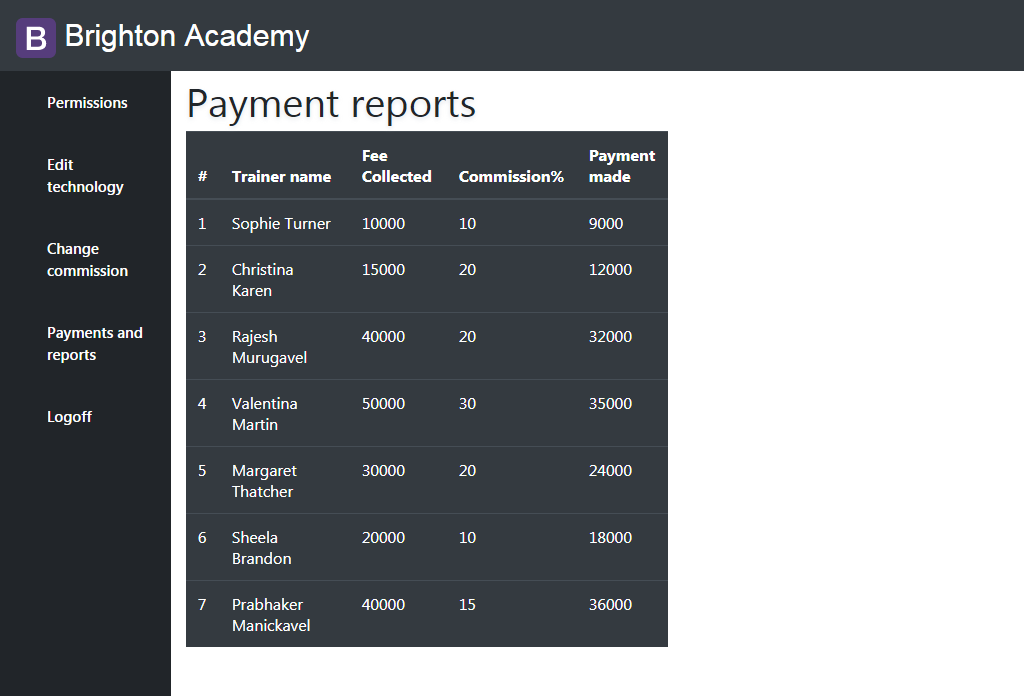 B Brighton Academy
Permissions
Edit
technology
Change
commission
Payments and
reports
Logoff
Payment reports
# Trainer name Fee Collected Commission% Payment made
1 Sophie Turner 10000 10 9000
2 Christina Karen 15000 20 12000
3 Rajesh Murugavel 40000 20 32000
4 Valentina Martin 50000 30 35000
5 Margaret Thatcher 30000 20 24000
6 Sheela Brandon 20000 10 18000
7 Prabhaker Manickavel 40000 15 36000